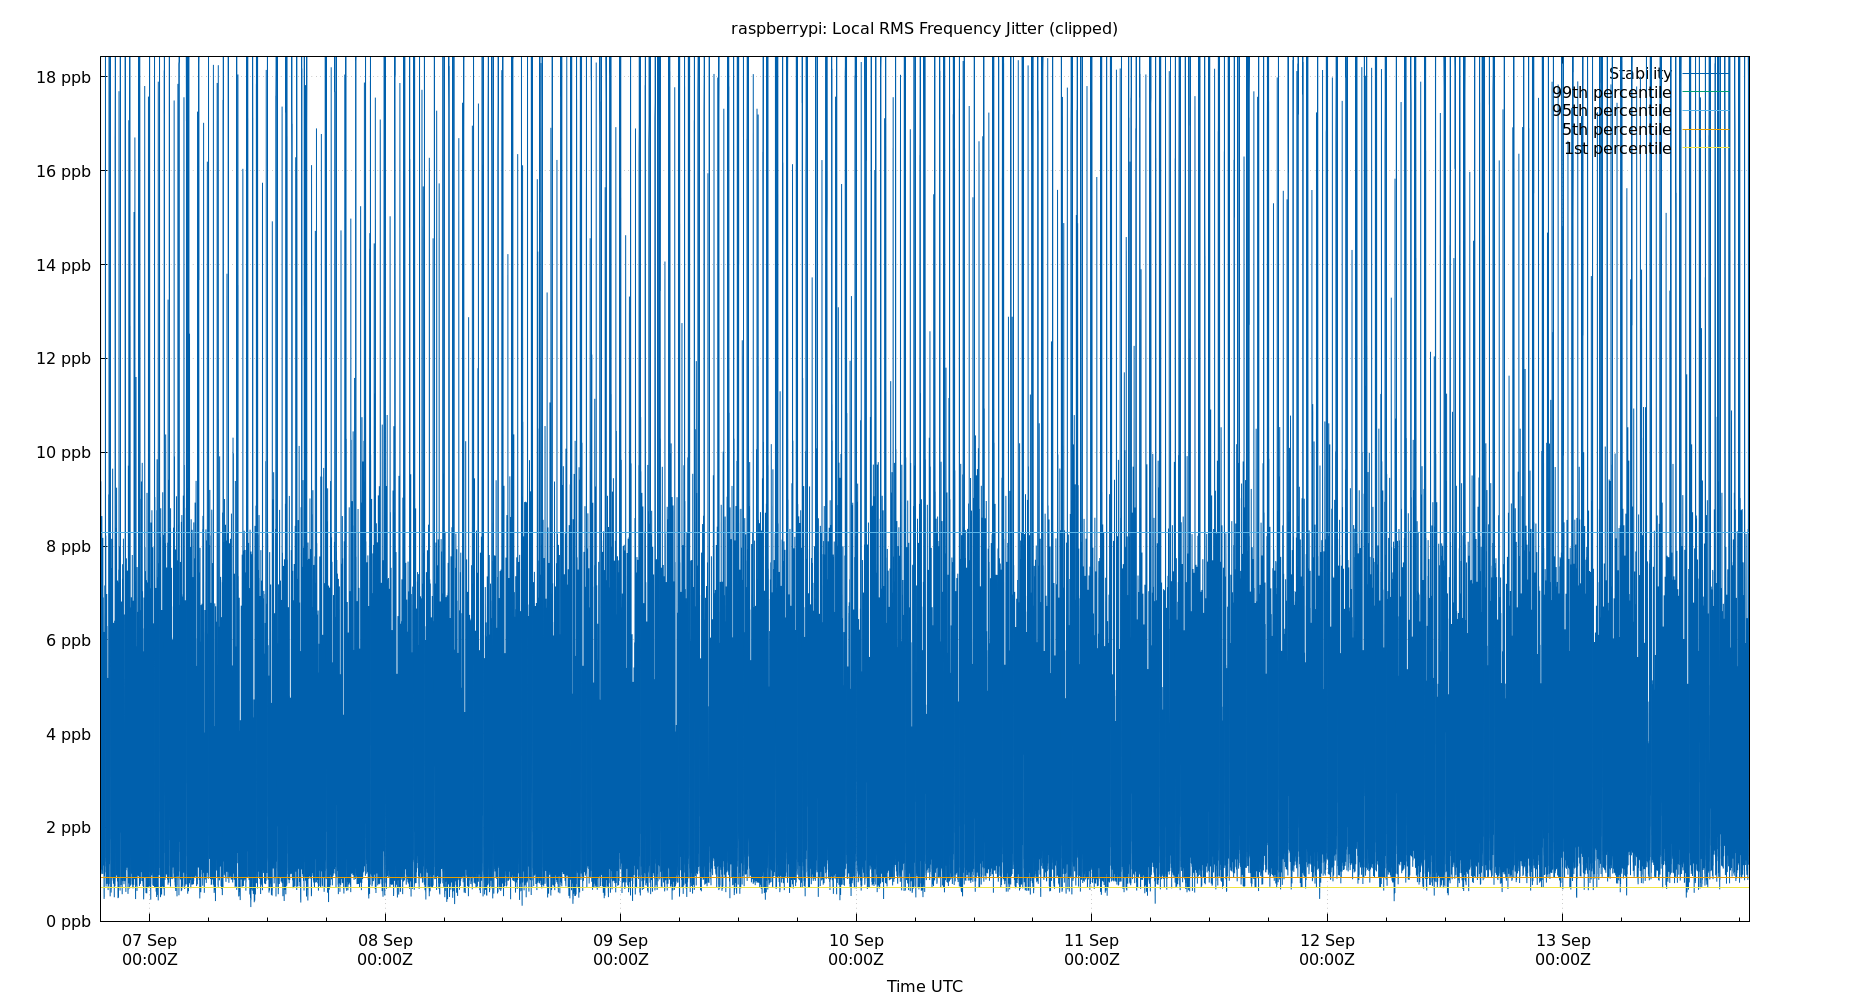 raspberrypi: Local RMS Frequency Jitter (clipped)
18 ppb
16 ppb
14 ppb
12 ppb
10 ppb
8 ppb
6 ppb
4 ppb
2 ppb
0 ppb
Stability
99th percentile
95th percentile
5th percentile
1st percentile
07 Sep
00:00Z
08 Sep
00:00Z
09 Sep
00:00Z
10 Sep
00:00Z
11 Sep
00:00Z
12 Sep
00:00Z
13 Sep
00:00Z
Time UTC